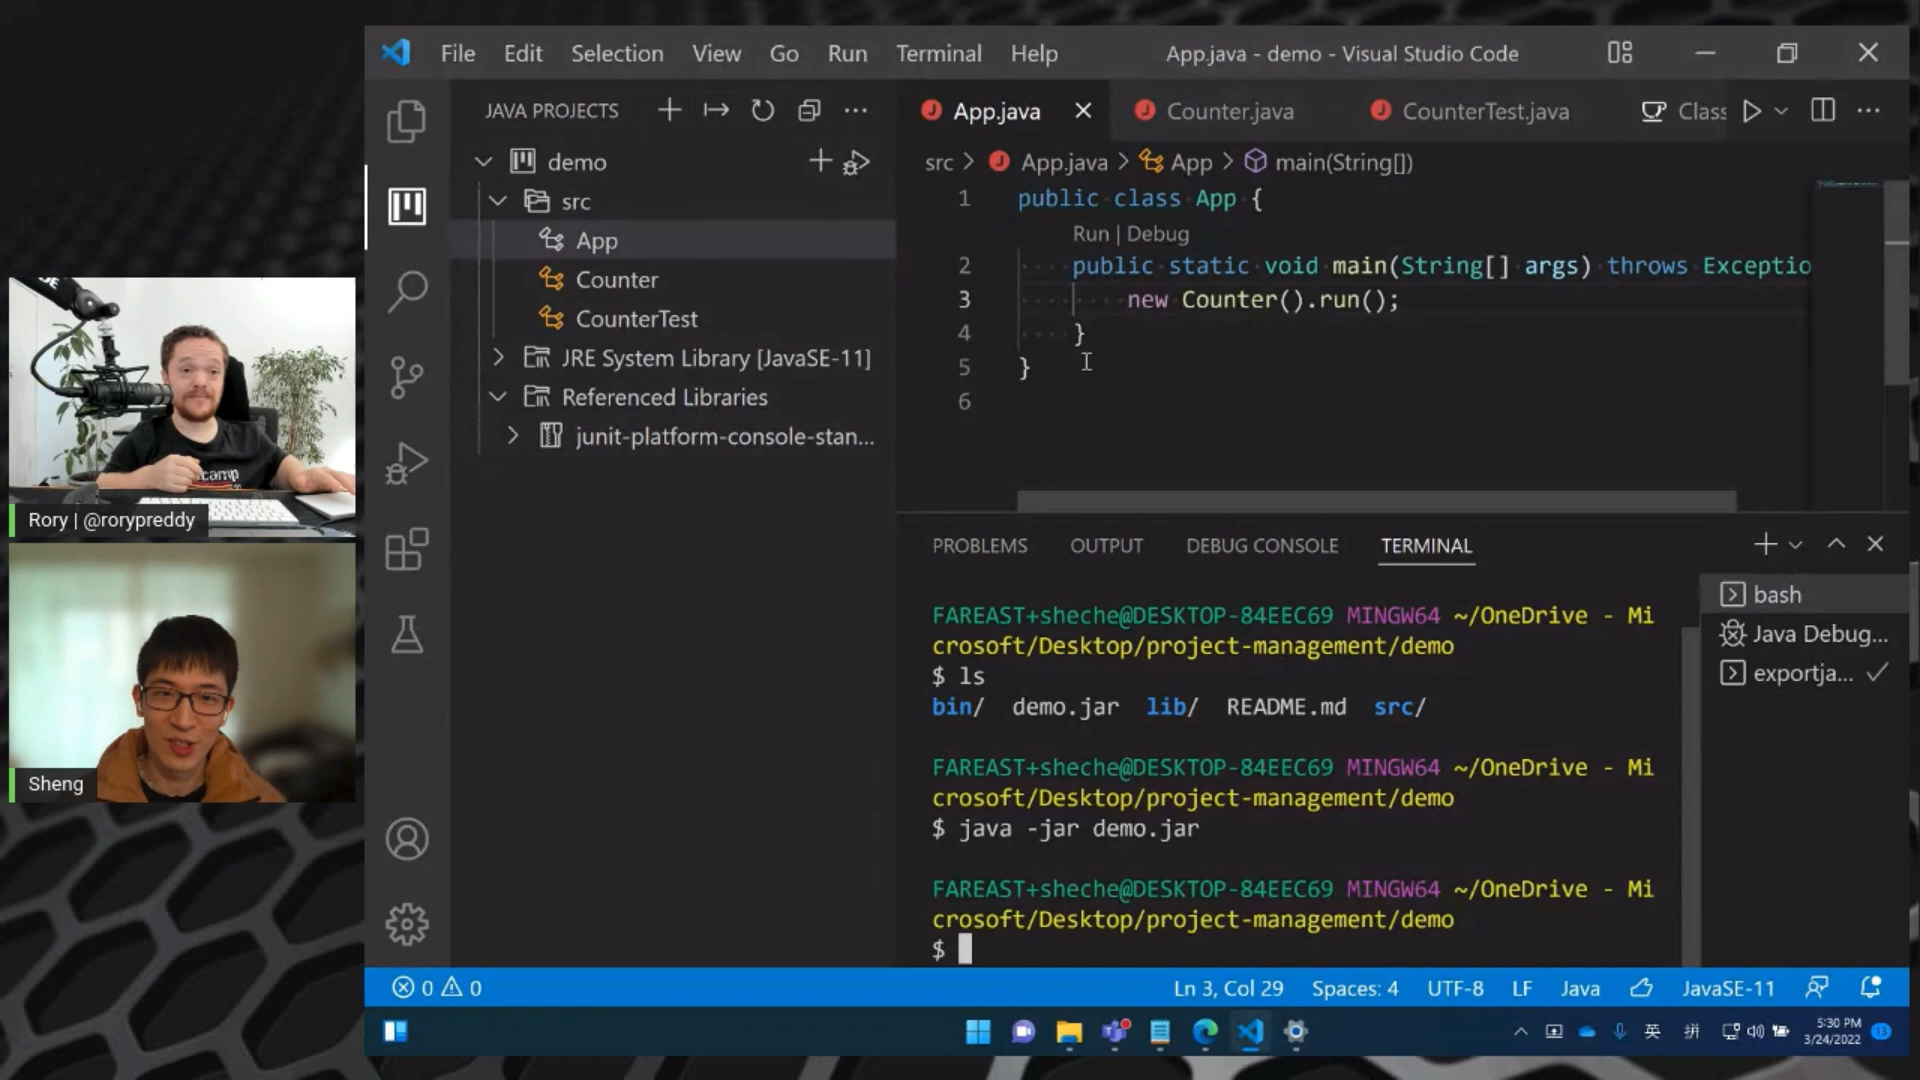 File Edit Selection View Go Run Terminal Help App.java - demo - Visual Studio Code
JAVA PROJECTS
App.java Counter.java CounterTest.java Class
demo
src > App.java > App > main(String[])
src
App
Counter
CounterTest
JRE System Library [JavaSE-11]
Referenced Libraries
junit-platform-console-stan...
1 public class App {
Run | Debug
2 public static void main(String[] args) throws Exceptio
3 new Counter().run();
4 }
5 }
6
PROBLEMS OUTPUT DEBUG CONSOLE TERMINAL
FAREAST+sheche@DESKTOP-84EEC69 MINGW64 ~/OneDrive - Mi
crosoft/Desktop/project-management/demo
$ ls
bin/ demo.jar lib/ README.md src/
FAREAST+sheche@DESKTOP-84EEC69 MINGW64 ~/OneDrive - Mi
crosoft/Desktop/project-management/demo
$ java -jar demo.jar
FAREAST+sheche@DESKTOP-84EEC69 MINGW64 ~/OneDrive - Mi
crosoft/Desktop/project-management/demo
$
bash
Java Debug...
exportja...
camp
Rory | @rorypreddy
Sheng
0 0 Ln 3, Col 29 Spaces: 4 UTF-8 LF Java JavaSE-11
英 拼 5:30 PM
3/24/2022 13